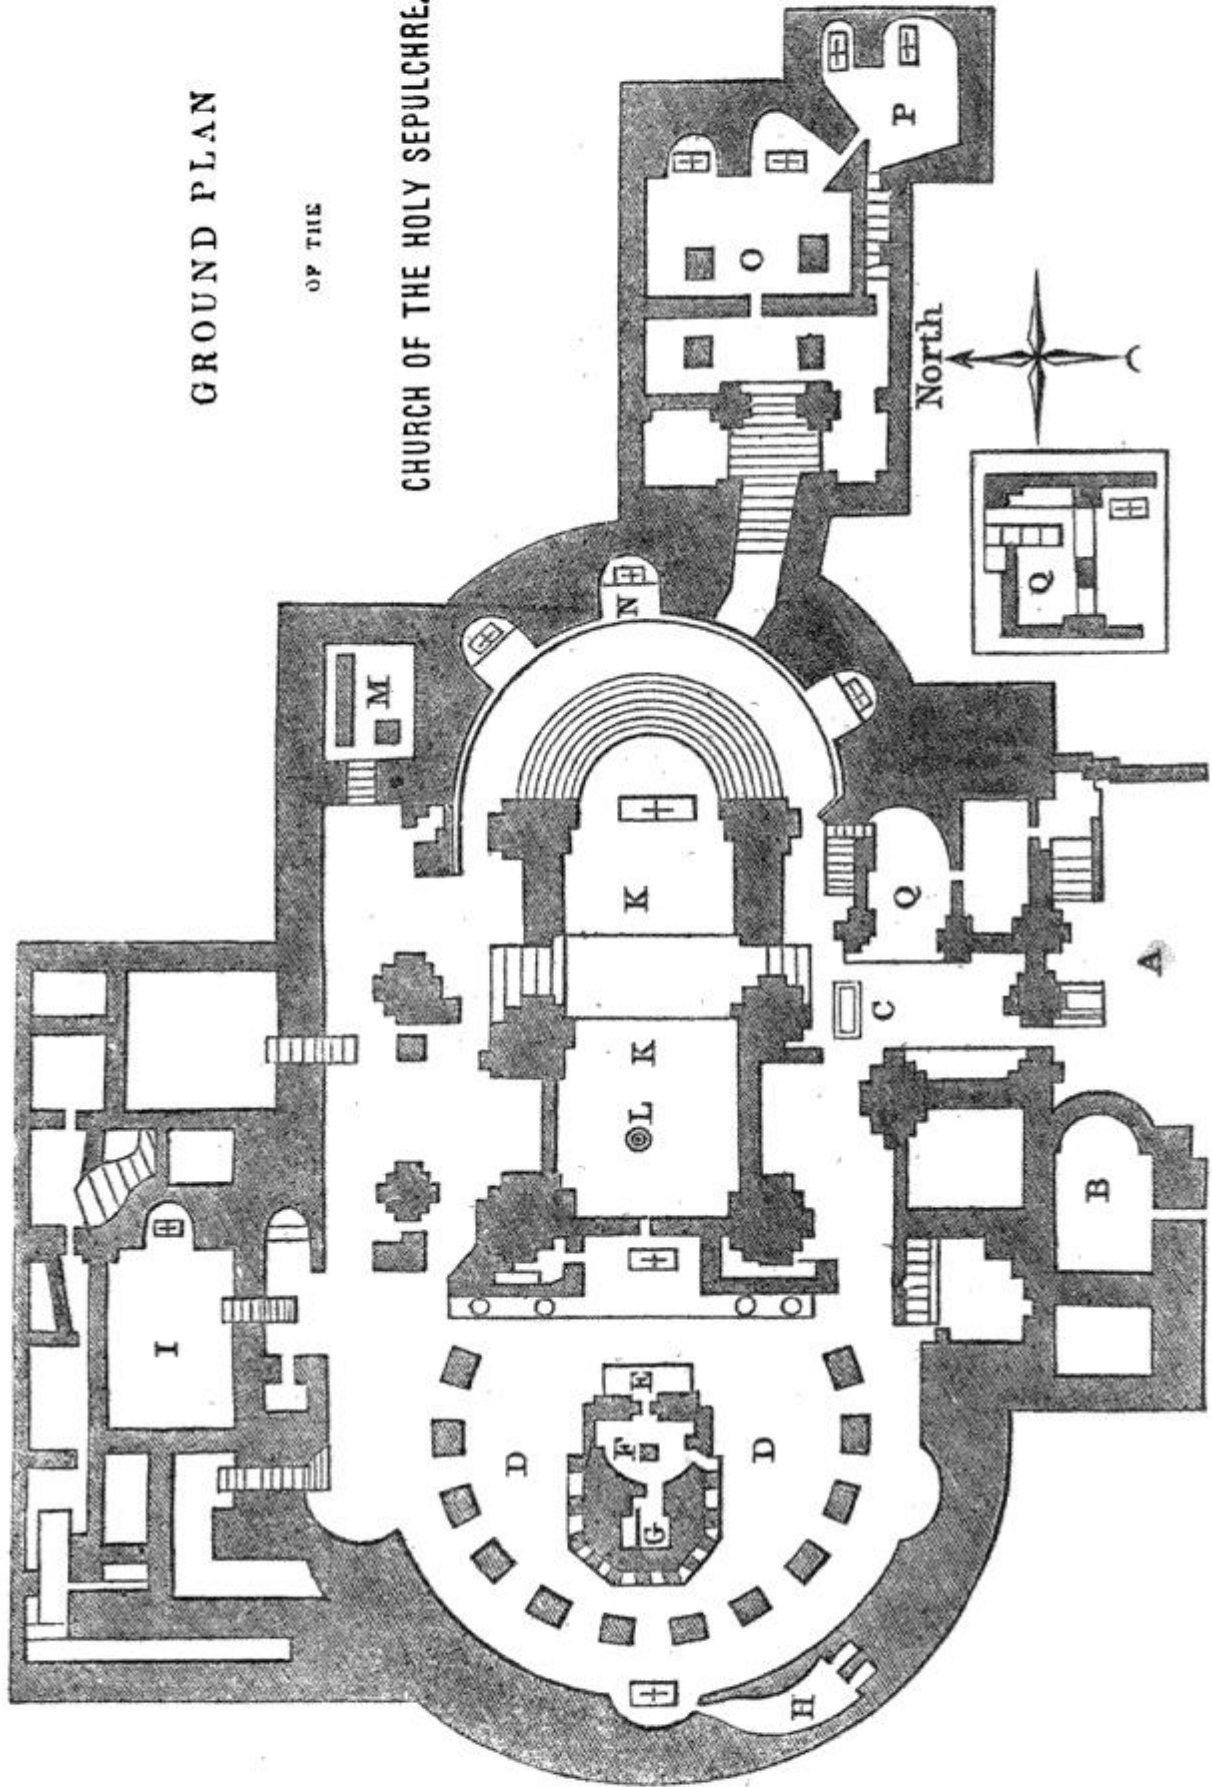 GROUND PLAN
OF THE
CHURCH OF THE HOLY SEPULCHRE
P
O
North
N
M
Q
K
Q
C
A
K
L
B
I
E
F
D
D
G
H